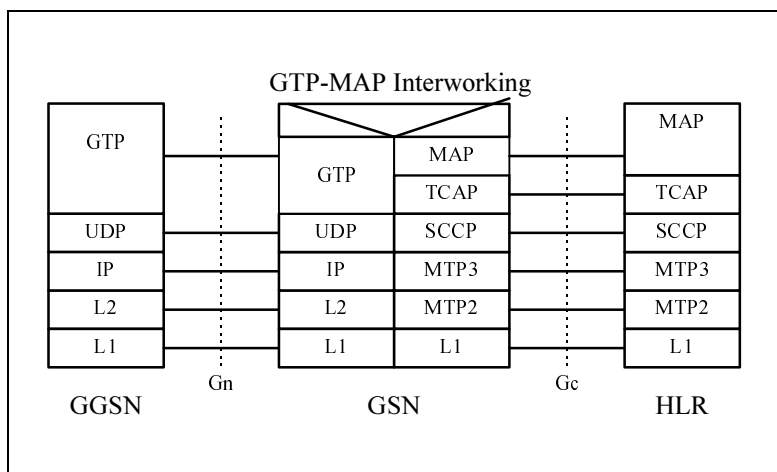 GTP-MAP Interworking
GTP
MAP
MAP
GTP
TCAP
TCAP
UDP
UDP
SCCP
SCCP
IP
IP
MTP3
MTP3
L2
L2
MTP2
MTP2
L1
L1
L1
L1
Gn
Gc
GGSN
GSN
HLR